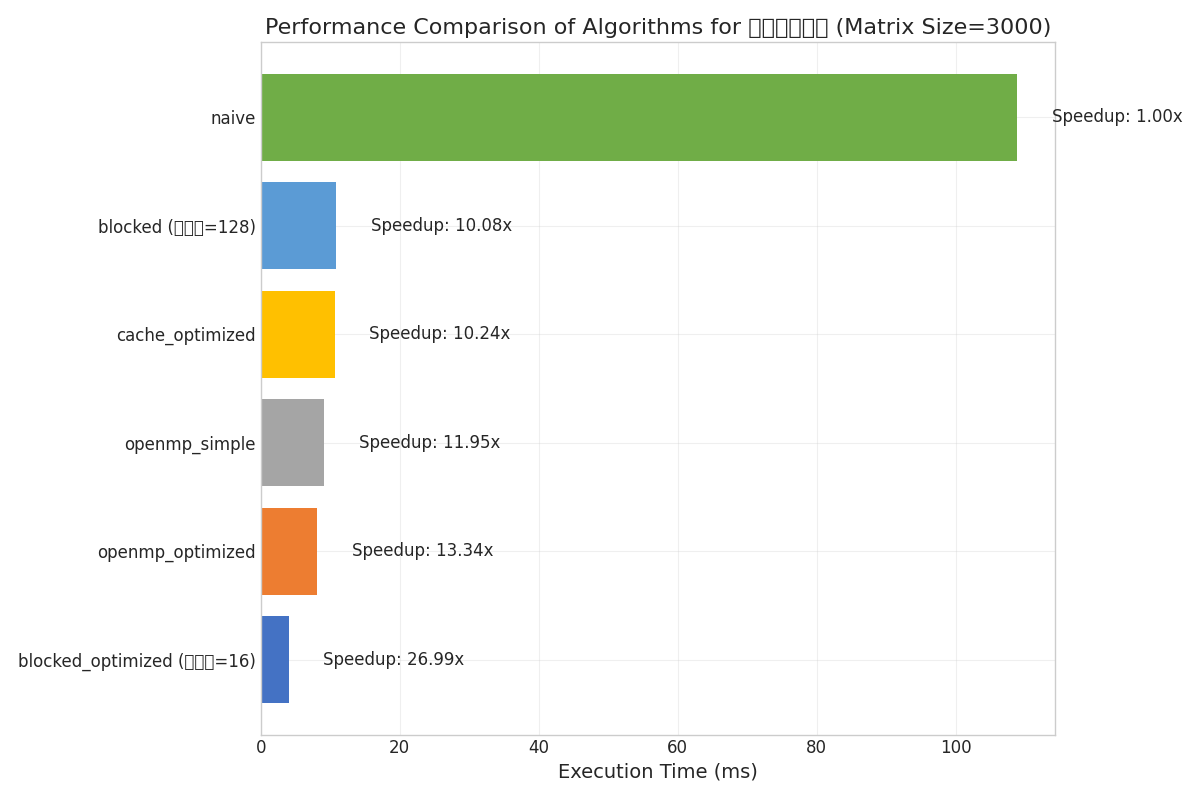 Performance Comparison of Algorithms for □□□□□□ (Matrix Size=3000)
naive
Speedup: 1.00x
blocked (□□□=128)
Speedup: 10.08x
cache_optimized
Speedup: 10.24x
openmp_simple
Speedup: 11.95x
openmp_optimized
Speedup: 13.34x
blocked_optimized (□□□=16)
Speedup: 26.99x
0 20 40 60 80 100
Execution Time (ms)